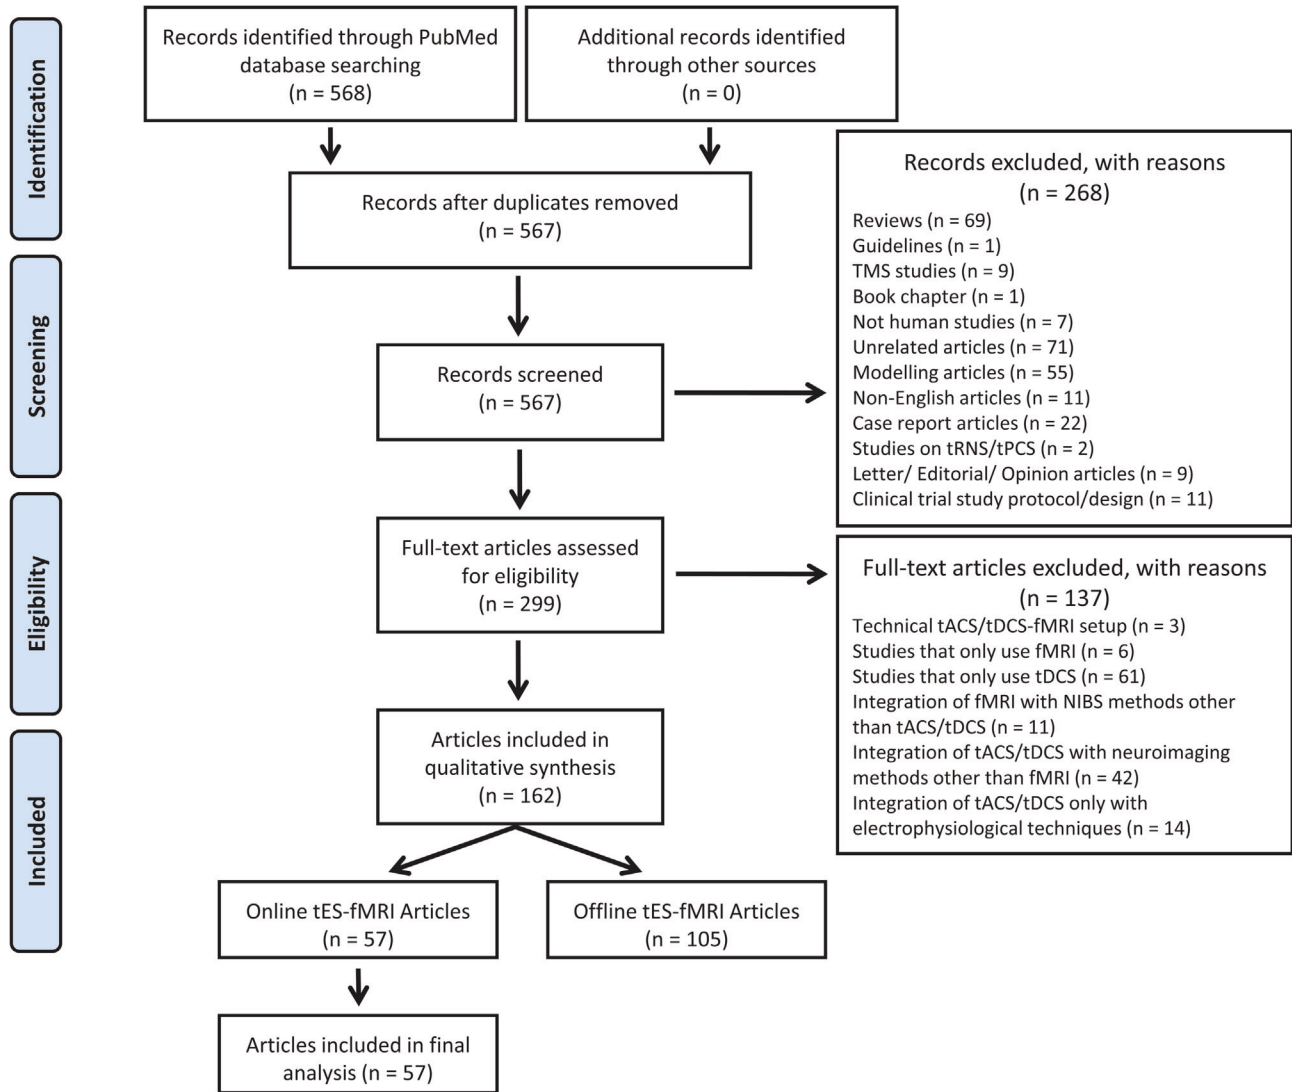 Identification
Records identified through PubMed
database searching
(n = 568)
Additional records identified
through other sources
(n = 0)
Records after duplicates removed
(n = 567)
Screening
Records screened
(n = 567)
Records excluded, with reasons
(n = 268)
Reviews (n = 69)
Guidelines (n = 1)
TMS studies (n = 9)
Book chapter (n = 1)
Not human studies (n = 7)
Unrelated articles (n = 71)
Modelling articles (n = 55)
Non-English articles (n = 11)
Case report articles (n = 22)
Studies on tRNS/tPCS (n = 2)
Letter/ Editorial/ Opinion articles (n = 9)
Clinical trial study protocol/design (n = 11)
Eligibility
Full-text articles assessed
for eligibility
(n = 299)
Full-text articles excluded, with reasons
(n = 137)
Technical tACS/tDCS-fMRI setup (n = 3)
Studies that only use fMRI (n = 6)
Studies that only use tDCS (n = 61)
Integration of fMRI with NIBS methods other
than tACS/tDCS (n = 11)
Integration of tACS/tDCS with neuroimaging
methods other than fMRI (n = 42)
Integration of tACS/tDCS only with
electrophysiological techniques (n = 14)
Included
Articles included in
qualitative synthesis
(n = 162)
Online tES-fMRI Articles
(n = 57)
Offline tES-fMRI Articles
(n = 105)
Articles included in final
analysis (n = 57)